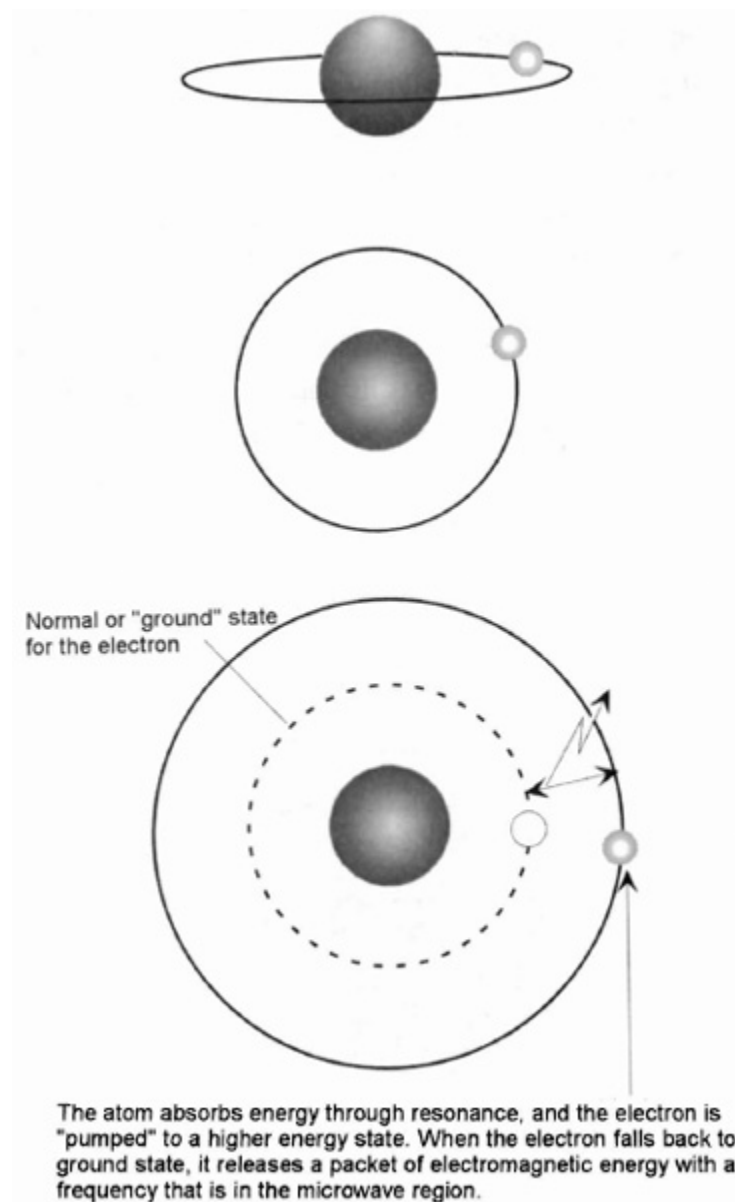 Normal or "ground" state
for the electron
The atom absorbs energy through resonance, and the electron is
"pumped" to a higher energy state. When the electron falls back to
ground state, it releases a packet of electromagnetic energy with a
frequency that is in the microwave region.